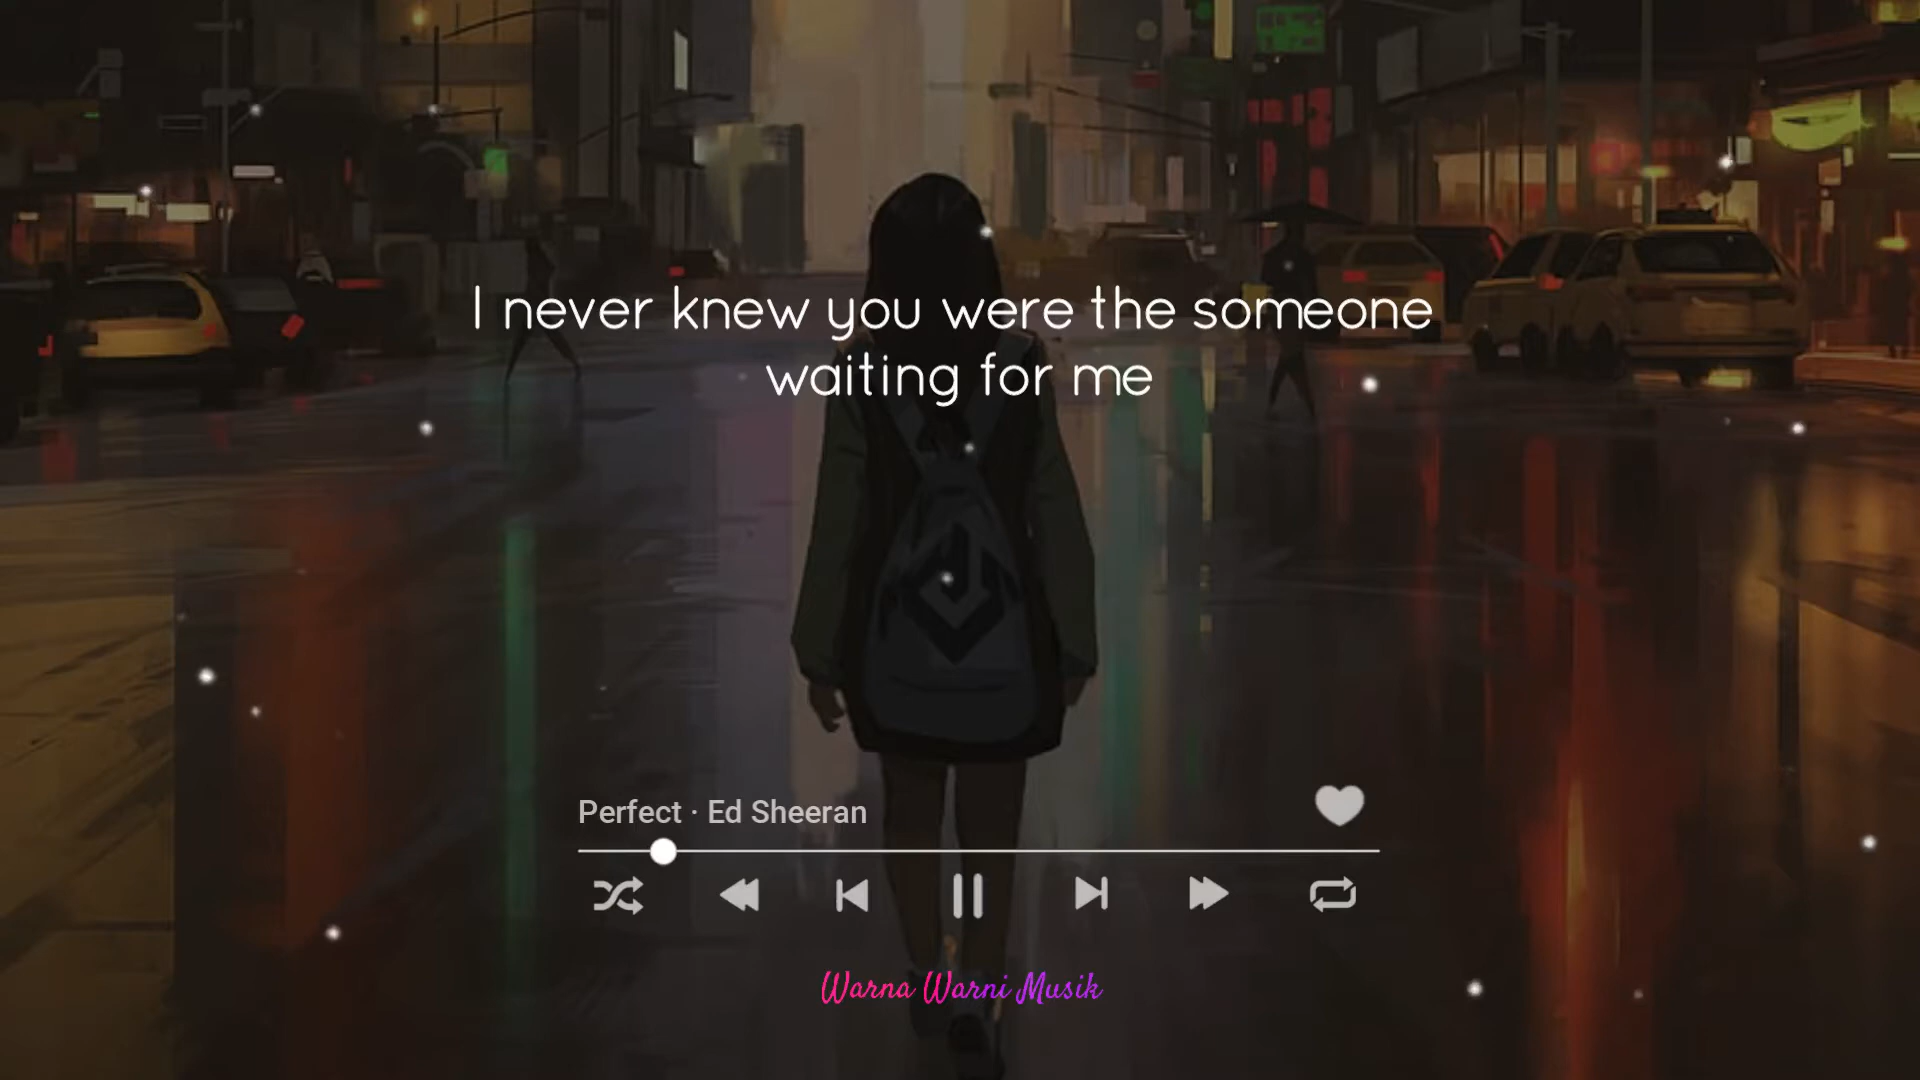 I never knew you were the someone
waiting for me
Perfect · Ed Sheeran
Warna Warni Musik